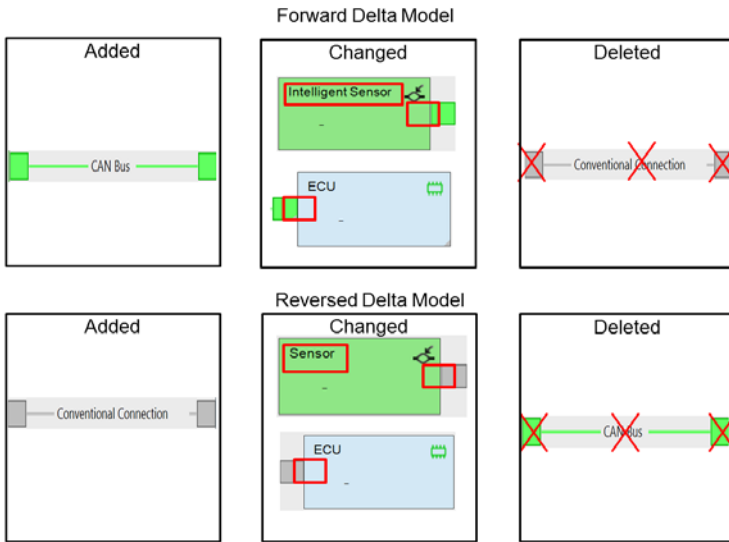 Forward Delta Model
Added
Changed
Deleted
Intelligent Sensor
CAN Bus
Conventional Connection
ECU
Reversed Delta Model
Added
Changed
Deleted
Sensor
Conventional Connection
CAN Bus
ECU